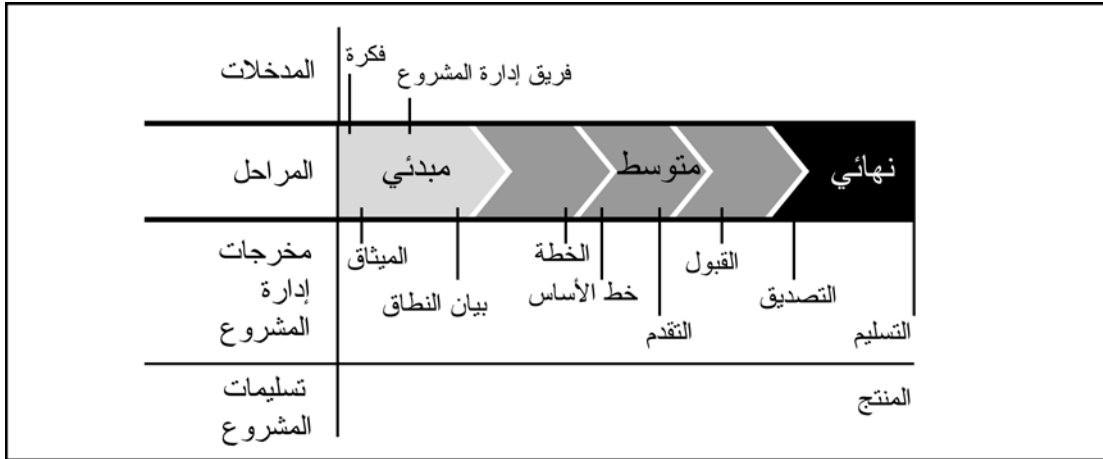 المدخلات
فكرة
فريق إدارة المشروع
المراحل
مبدئي
متوسط
نهائي
مخرجات
إدارة
المشروع
الميثاق
بيان النطاق
الخطة
خط الأساس
التقدم
القبول
التصديق
التسليم
تسليمات
المشروع
المنتج